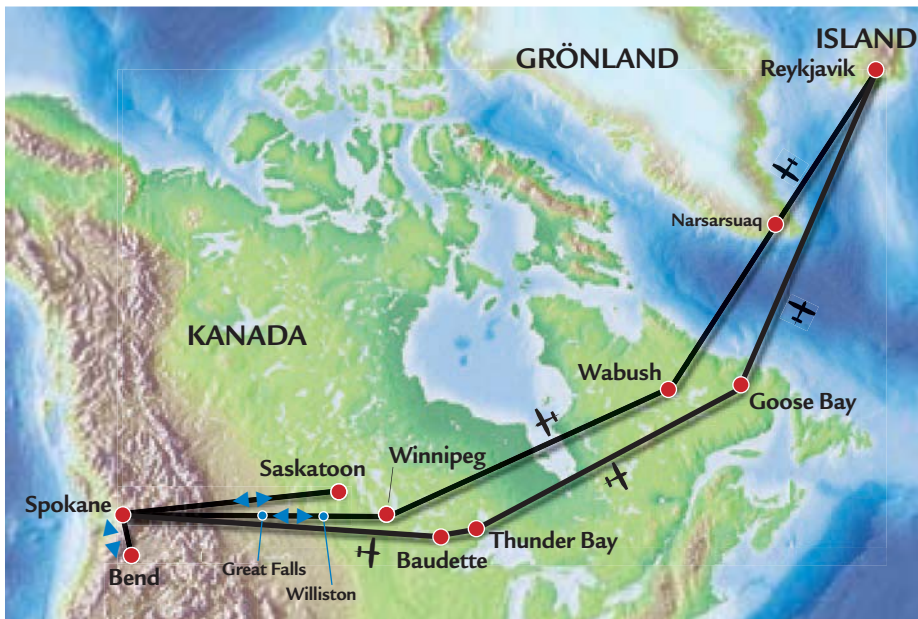 ISLAND
GRÖNLAND
Reykjavik
Narsarsuaq
KANADA
Wabush
Goose Bay
Winnipeg
Saskatoon
Spokane
Thunder Bay
Baudette
Great Falls
Bend
Williston